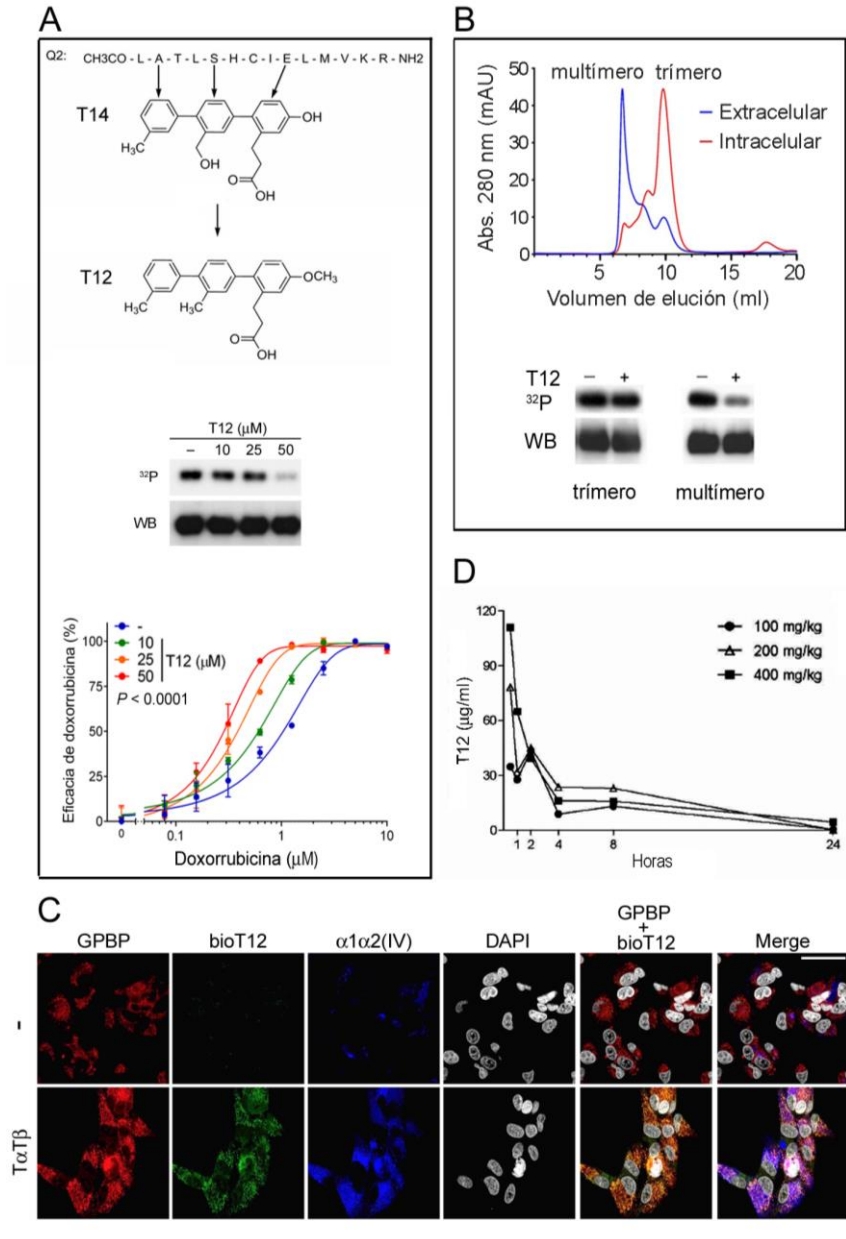 A
Q2: CH3CO - L - A - T - L - S - H - C - I - E - L - M - V - K - R - NH2
T14
OH
H₃C
OH
O
OH
T12
OCH₃
H₃C
CH₃
O
OH
T12 (µM)
– 10 25 50
³²P
WB
Eficacia de doxorrubicina (%)
100
75
50
25
0
-
10
25
50
T12 (µM)
P < 0.0001
0 0.1 1 10
Doxorrubicina (µM)
B
multímero trímero
Abs. 280 nm (mAU)
50
40
30
20
10
0
Extracelular
Intracelular
5 10 15 20
Volumen de elución (ml)
T12 – + – +
³²P
WB
trímero multímero
D
T12 (µg/ml)
120
90
60
30
0
100 mg/kg
200 mg/kg
400 mg/kg
1 2 4 8 24
Horas
C
GPBP bioT12 α1α2(IV) DAPI GPBP + bioT12 Merge
-
TαTβ